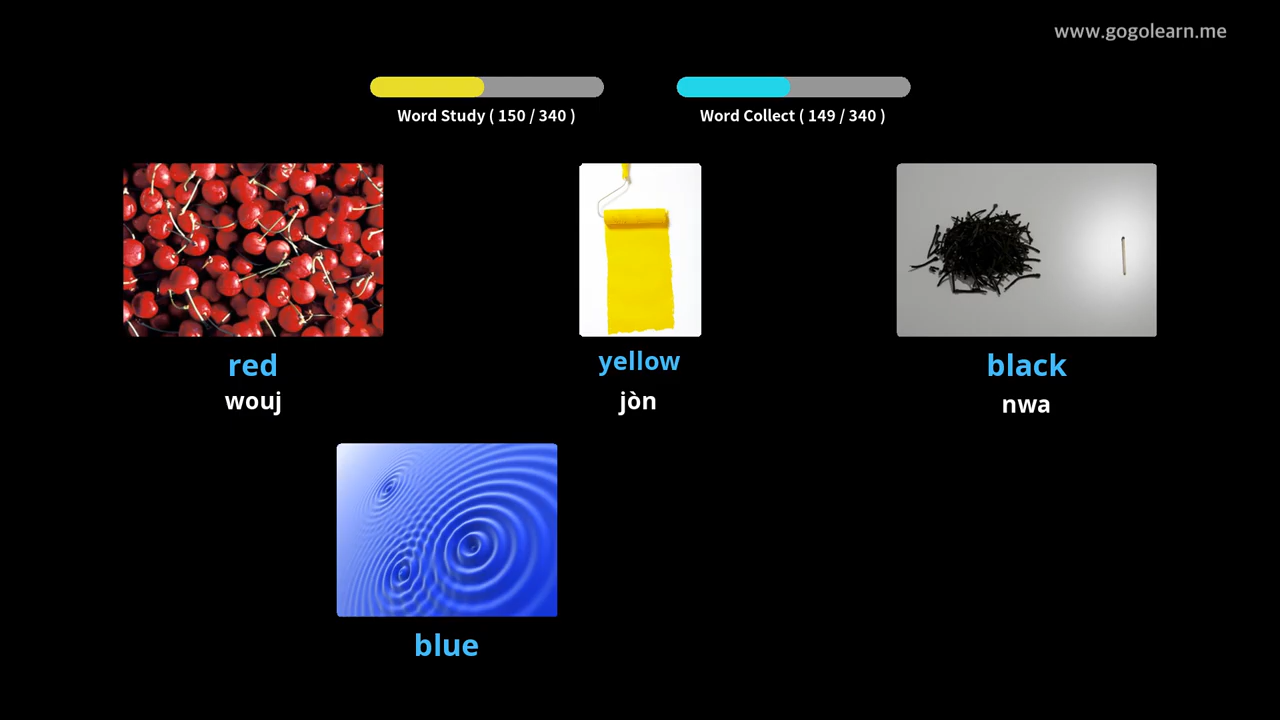 www.gogolearn.me
Word Study ( 150 / 340 )
Word Collect ( 149 / 340 )
red
yellow
black
wouj
jòn
nwa
blue